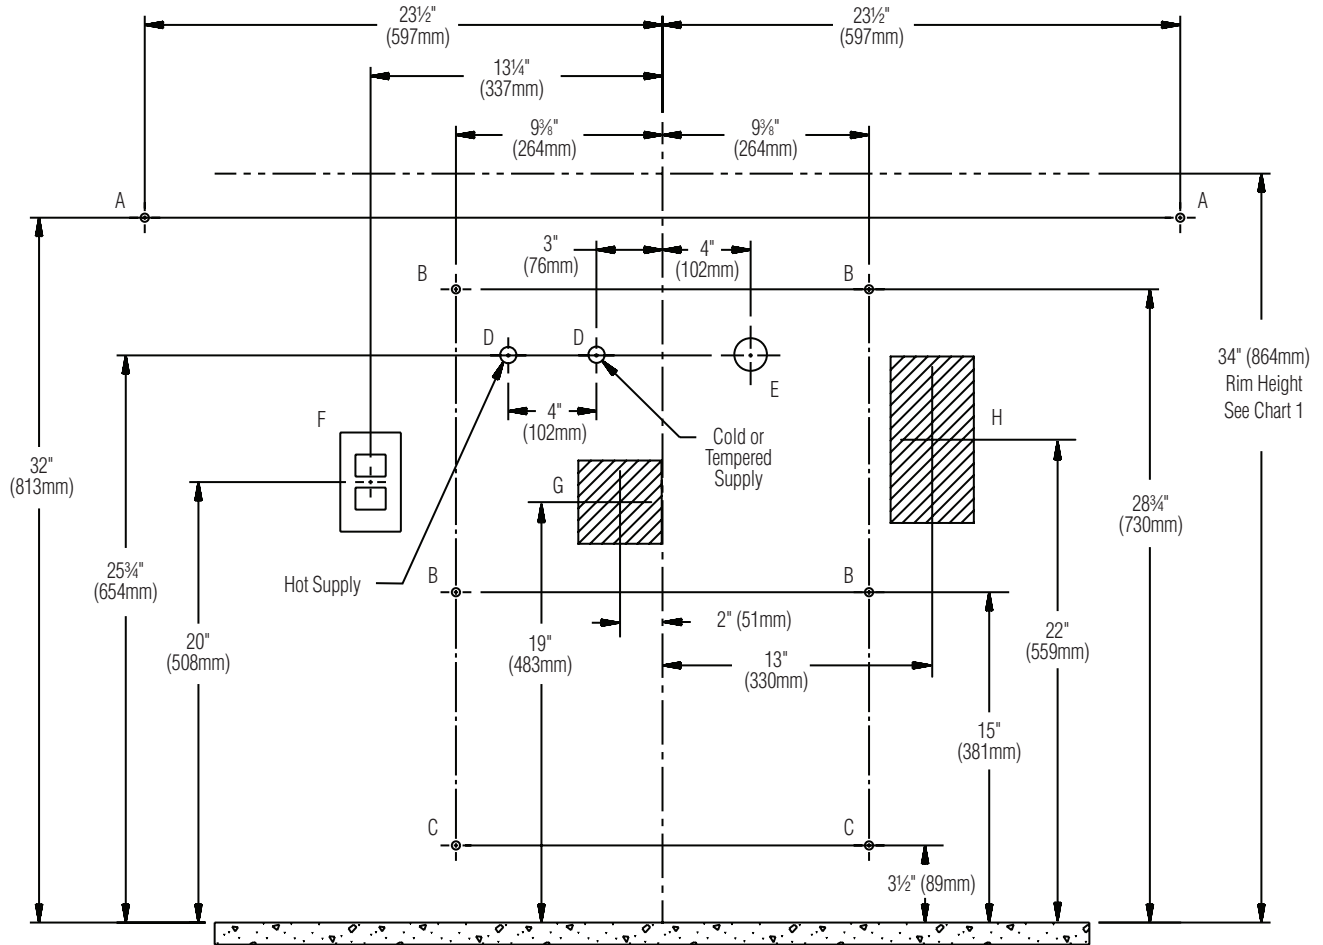 23½"
(597mm)
23½"
(597mm)
13¼"
(337mm)
9⅜"
(264mm)
9⅜"
(264mm)
A
A
3"
(76mm)
4"
(102mm)
B
B
D
D
E
34" (864mm)
Rim Height
See Chart 1
4"
(102mm)
F
H
Cold or
Tempered
Supply
32"
(813mm)
G
28¾"
(730mm)
25¾"
(654mm)
Hot Supply
B
B
2" (51mm)
20"
(508mm)
19"
(483mm)
22"
(559mm)
13"
(330mm)
15"
(381mm)
C
C
3½" (89mm)